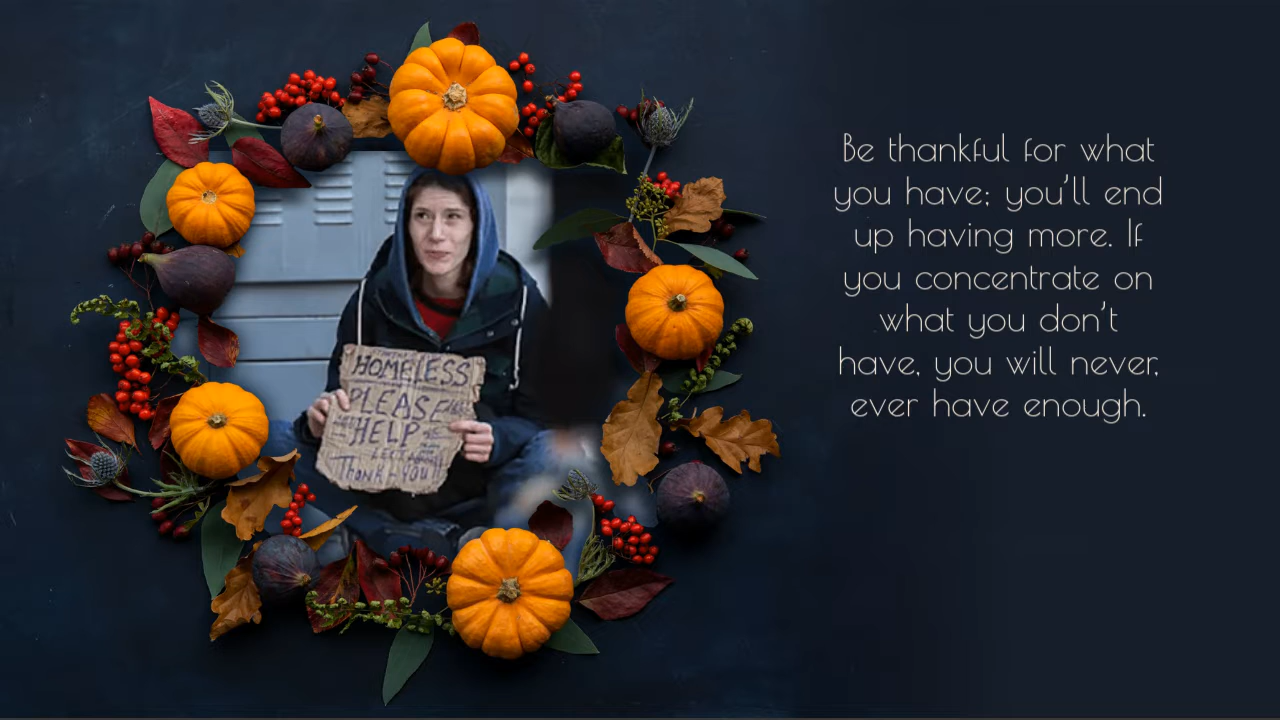 HOMELESS
PLEASE
HELP
THANK-YOU!!
Be thankful for what
you have; you'll end
up having more. If
you concentrate on
what you don't
have, you will never,
ever have enough.